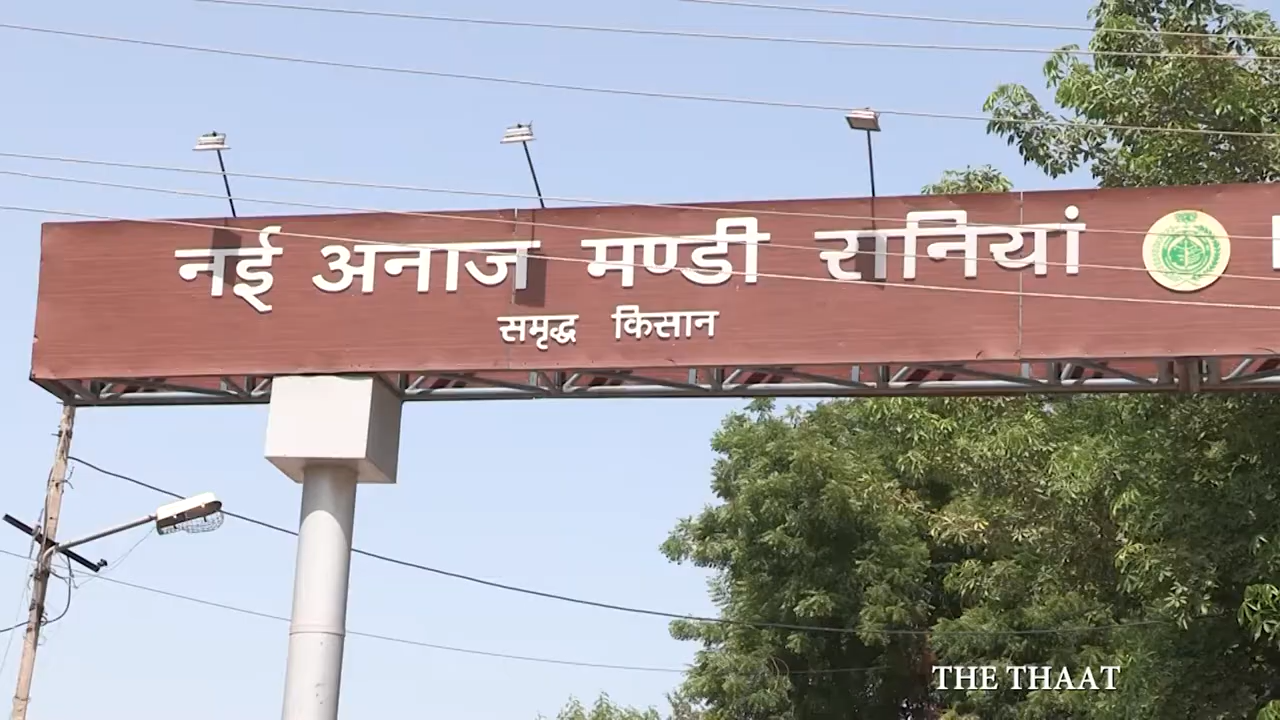 नई अनाज मण्डी रानियां
समृद्ध किसान
THE THAAT